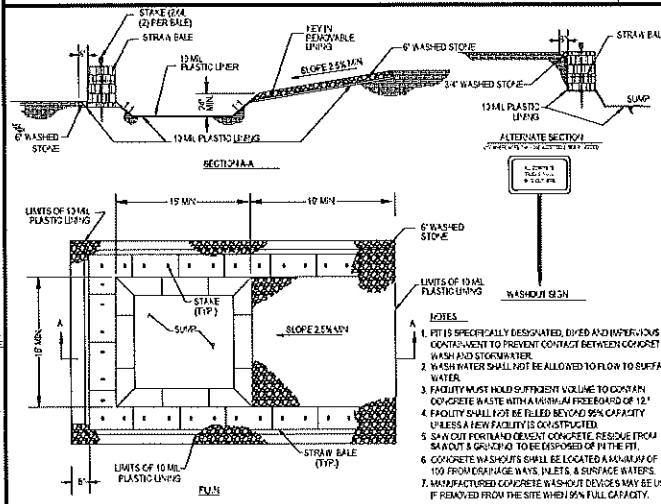 STAKE
(2) PER BALE)
STRAW BALE
6"
10 MIL
PLASTIC LINER
KEY IN
REMOVABLE
LINING
6" WASHED
STONE
SLOPE 2.5% MIN
MIN
6" WASHED
STONE
10 MIL PLASTIC LINING
SECTION A-A
STRAW BALE
3/4" WASHED
STONE
10 MIL PLASTIC
LINING
SUMP
ALTERNATE SECTION
WASHOUT SIGN
LIMITS OF 10 MIL
PLASTIC LINING
15' MIN
6" WASHED
STONE
STAKE
(TYP.)
SUMP
LIMITS OF 10 MIL
PLASTIC LINING
SLOPE 2.5% MIN
A
A
STRAW BALE
(TYP.)
LIMITS OF 10 MIL
PLASTIC LINING
PLAN
NOTES
1. PIT IS SPECIFICALLY DESIGNATED, DIKED AND IMPERVIOUS
CONTAINMENT TO PREVENT CONTACT BETWEEN CONCRETE
WASH AND STORMWATER.
2. WASH WATER SHALL NOT BE ALLOWED TO FLOW TO SURFACE
WATER.
3. FACILITY MUST HOLD SUFFICIENT VOLUME TO CONTAIN
CONCRETE WASTE WITH A MINIMUM FREEBOARD OF 12."
4. FACILITY SHALL NOT BE FILLED BEYOND 95% CAPACITY
UNLESS A NEW FACILITY IS CONSTRUCTED.
5. SAW CUT PORTLAND CEMENT CONCRETE, RESIDUE FROM
SAWCUT & GRINDING TO BE DISPOSED OF IN THE PIT.
6. CONCRETE WASHOUTS SHALL BE LOCATED A MINIMUM OF
100 FROM DRAINAGE WAYS, INLETS, & SURFACE WATERS.
7. MANUFACTURED CONCRETE WASHOUT DEVICES MAY BE US
IF REMOVED FROM THE SITE WHEN 95% FULL CAPACITY.